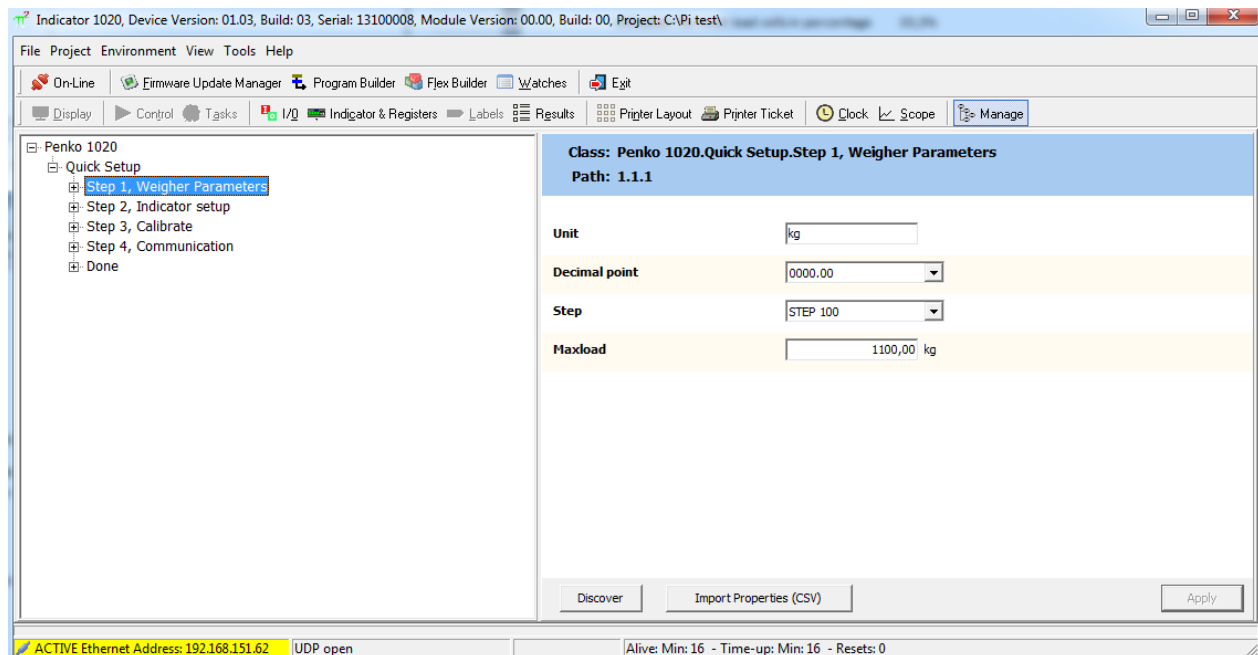 π² Indicator 1020, Device Version: 01.03, Build: 03, Serial: 13100008, Module Version: 00.00, Build: 00, Project: C:\Pi test\
File Project Environment View Tools Help
On-Line Firmware Update Manager Program Builder Flex Builder Watches Exit
Display Control Tasks I/O Indicator & Registers Labels Results Printer Layout Printer Ticket Clock Scope Manage
Penko 1020
Quick Setup
Step 1, Weigher Parameters
Step 2, Indicator setup
Step 3, Calibrate
Step 4, Communication
Done
Class: Penko 1020.Quick Setup.Step 1, Weigher Parameters
Path: 1.1.1
Unit kg
Decimal point 0000.00
Step STEP 100
Maxload 1100,00 kg
Discover Import Properties (CSV) Apply
ACTIVE Ethernet Address: 192.168.151.62 UDP open Alive: Min: 16 - Time-up: Min: 16 - Resets: 0